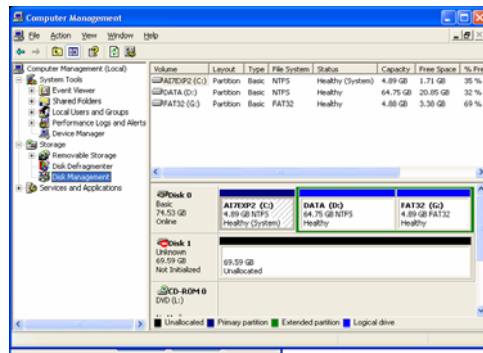 Computer Management
File Action View Window Help
Computer Management (Local)
System Tools
Event Viewer
Shared Folders
Local Users and Groups
Performance Logs and Alerts
Device Manager
Storage
Removable Storage
Disk Defragmenter
Disk Management
Services and Applications
Volume Layout Type File System Status Capacity Free Space % Fre
(C:) Partition Basic NTFS Healthy (System) 4.89 GB 1.71 GB 35 %
DATA (D:) Partition Basic NTFS Healthy 64.75 GB 20.85 GB 32 %
FAT32 (G:) Partition Basic FAT32 Healthy 4.88 GB 3.38 GB 69 %
Disk 0
Basic
74.53 GB
Online
(C:)
4.89 GB NTFS
Healthy (System)
DATA (D:)
64.75 GB NTFS
Healthy
FAT32 (G:)
4.89 GB FAT32
Healthy
Disk 1
Unknown
69.59 GB
Not Initialized
69.59 GB
Unallocated
CD-ROM 0
DVD (L:)
Unallocated Primary partition Extended partition Logical drive